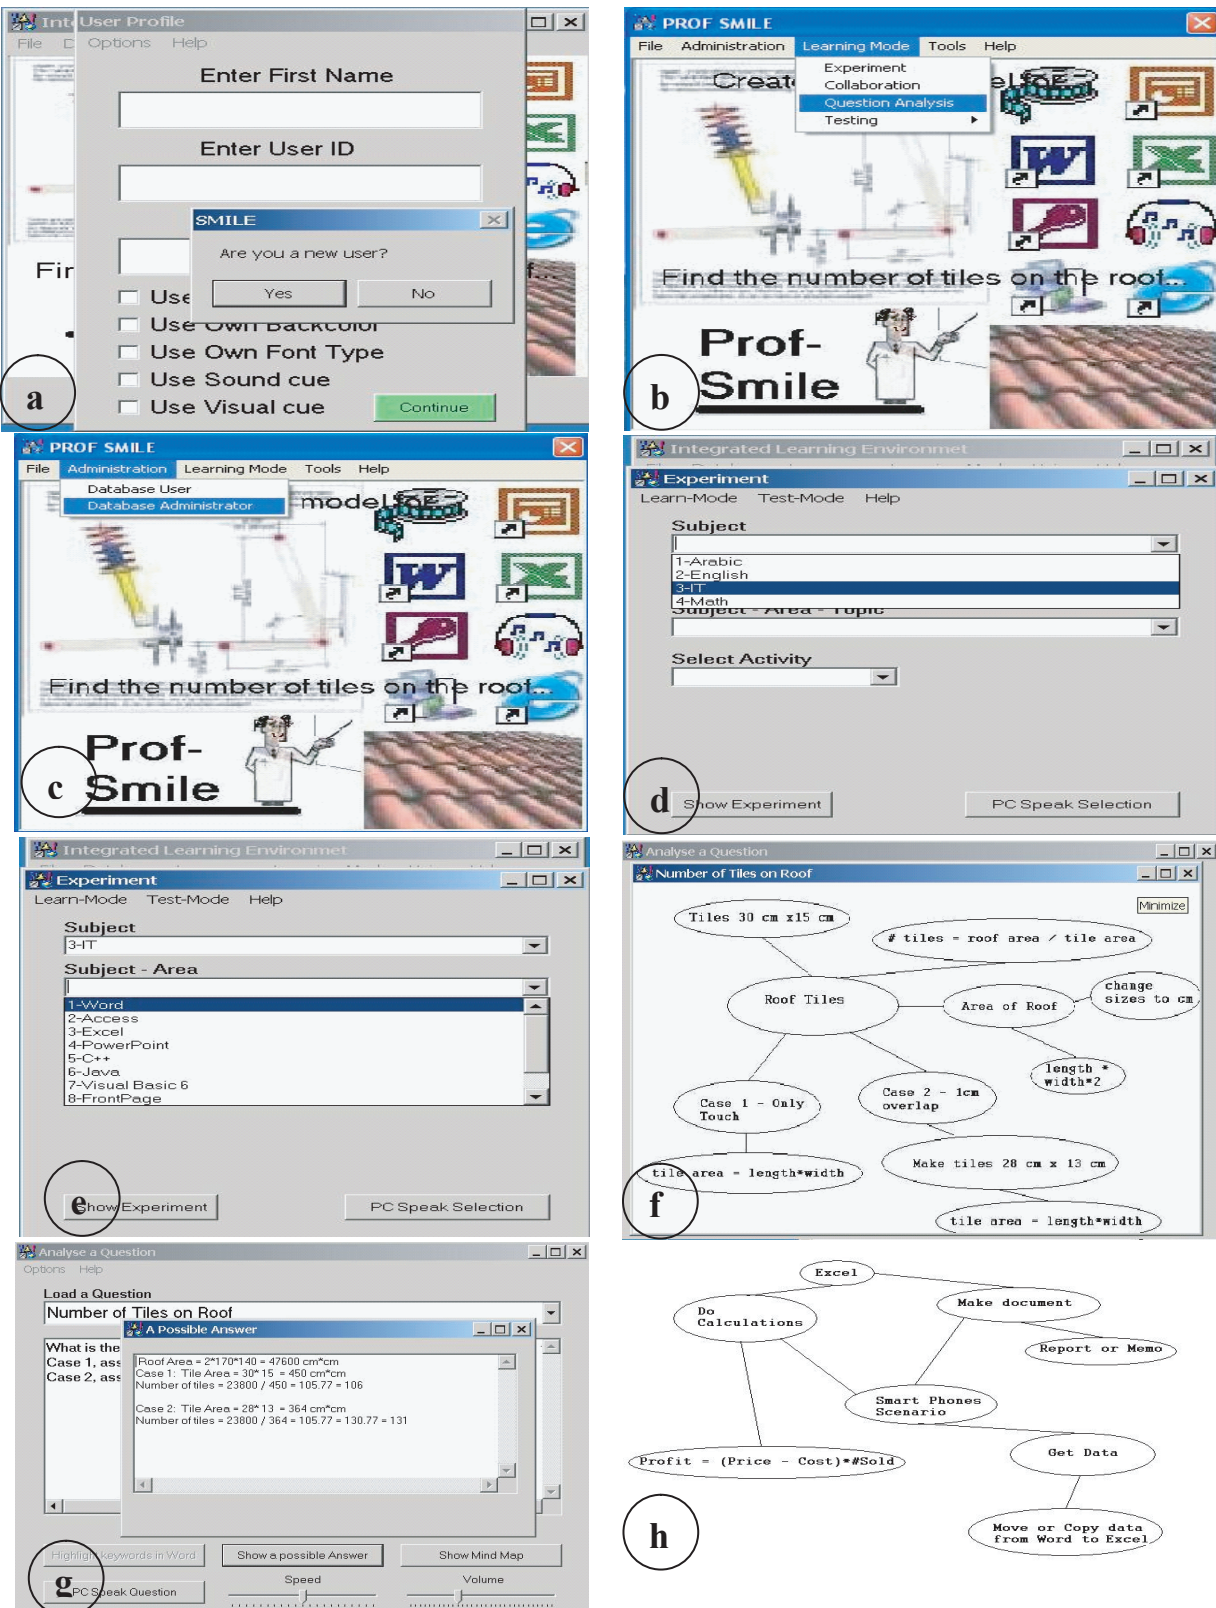 User Profile
File
Options Help
Enter First Name
Enter User ID
SMILE
Are you a new user?
Yes No
Use
Use Own Backcolor
Use Own Font Type
Use Sound cue
Use Visual cue
Continue
a
PROF SMILE
File Administration Learning Mode Tools Help
Experiment
Collaboration
Question Analysis
Testing
Find the number of tiles on the roof...
Prof-
Smile
b
PROF SMILE
File Administration Learning Mode Tools Help
Database User
Database Administrator
model for
Find the number of tiles on the roof...
Prof-
Smile
c
Integrated Learning Environmet
Experiment
Learn-Mode Test-Mode Help
Subject
1-Arabic
2-English
3-IT
4-Math
Subject - Area - Topic
Select Activity
Show Experiment PC Speak Selection
d
Integrated Learning Environmet
Experiment
Learn-Mode Test-Mode Help
Subject
3-IT
Subject - Area
1-Word
2-Access
3-Excel
4-PowerPoint
5-C++
6-Java
7-Visual Basic 6
8-FrontPage
Show Experiment PC Speak Selection
e
Analyse a Question
Number of Tiles on Roof
Minimize
Tiles 30 cm x15 cm
# tiles = roof area / tile area
Roof Tiles
Area of Roof
change
sizes to cm
length *
width*2
Case 1 - Only
Touch
Case 2 - 1cm
overlap
tile area = length*width
Make tiles 28 cm x 13 cm
tile area = length*width
f
Analyse a Question
Options Help
Load a Question
Number of Tiles on Roof
What is the
Case 1, ass
Case 2, ass
A Possible Answer
Roof Area = 2*170*140 = 47600 cm*cm
Case 1: Tile Area = 30* 15 = 450 cm*cm
Number of tiles = 23800 / 450 = 105.77 = 106
Case 2: Tile Area = 28* 13 = 364 cm*cm
Number of tiles = 23800 / 364 = 105.77 = 130.77 = 131
Highlight keywords in Word Show a possible Answer Show Mind Map
PC Speak Question Speed Volume
g
Excel
Do
Calculations
Make document
Report or Memo
Smart Phones
Scenario
Get Data
Profit = (Price - Cost)*#Sold
Move or Copy data
from Word to Excel
h